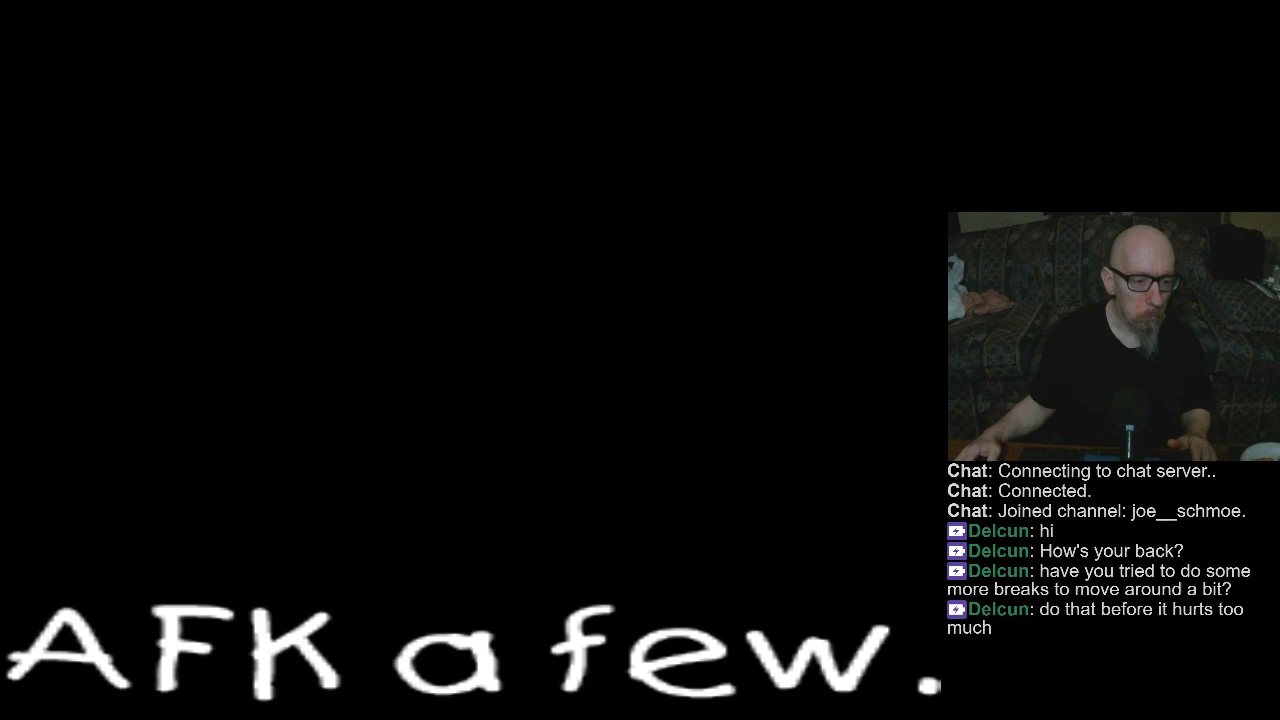 Chat: Connecting to chat server..
Chat: Connected.
Chat: Joined channel: joe__schmoe.
Delcun: hi
Delcun: How's your back?
Delcun: have you tried to do some
more breaks to move around a bit?
Delcun: do that before it hurts too
much
AFK a few.